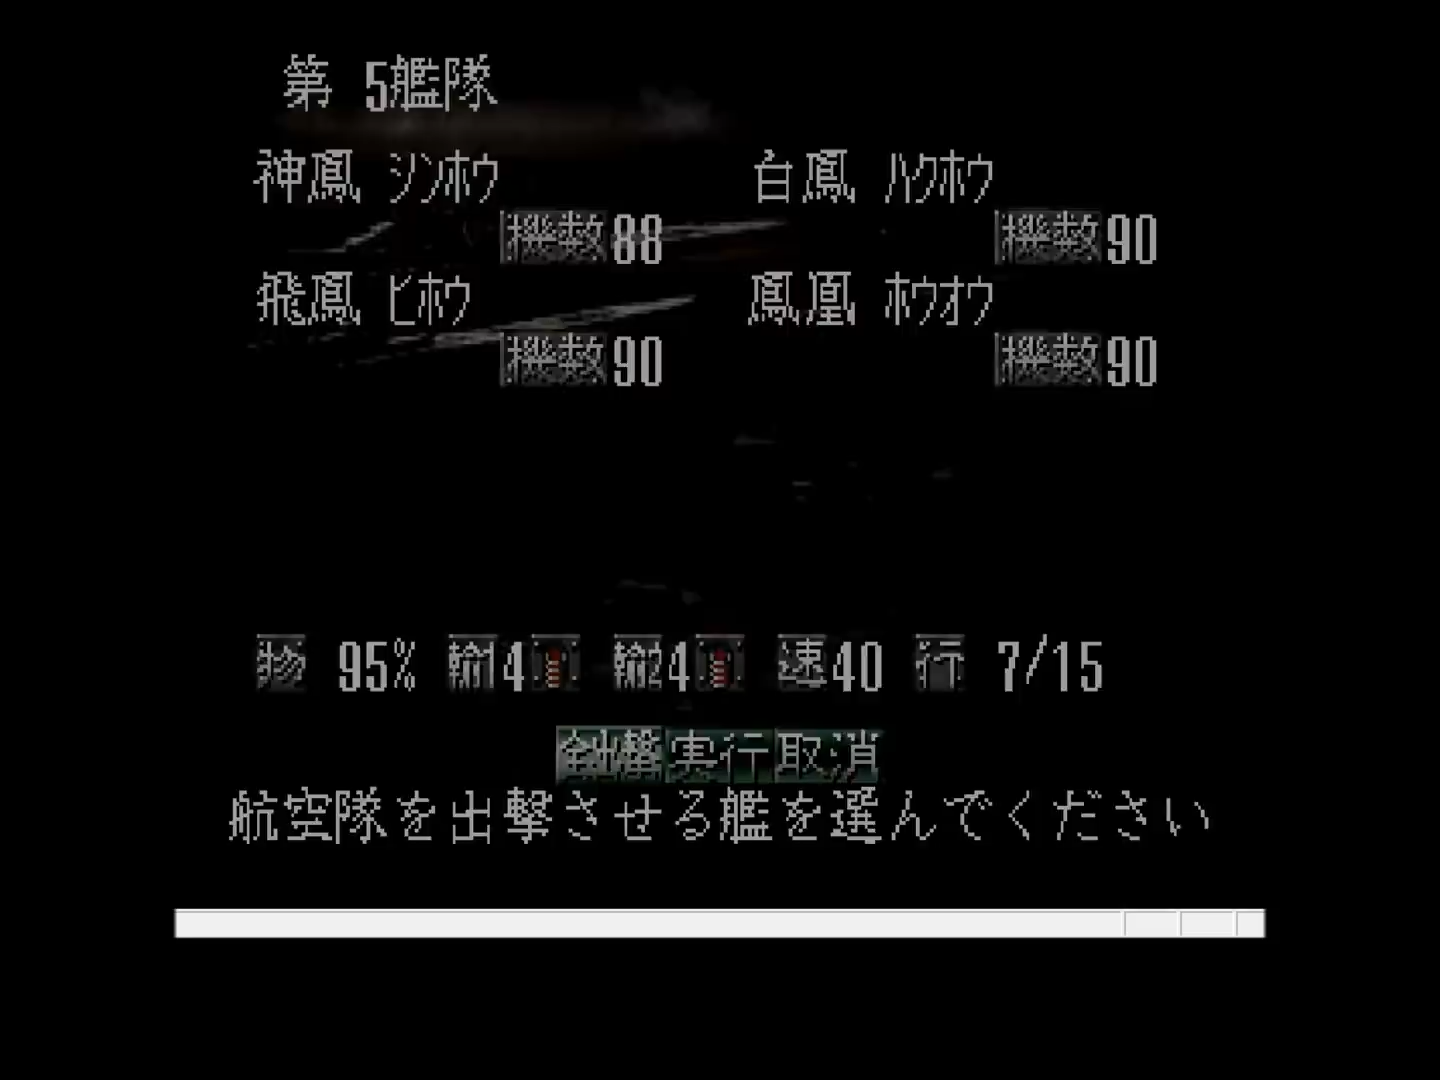 第 5艦隊
神鳳 ｼﾝﾎｳ 白鳳 ﾊｸﾎｳ
機数88 機数90
飛鳳 ﾋﾞﾎｳ 鳳凰 ﾎｳｵｳ
機数90 機数90
物 95% 輸14 輸24 速40 行 7/15
全出撃 実行 取消
航空隊を出撃させる艦を選んでください